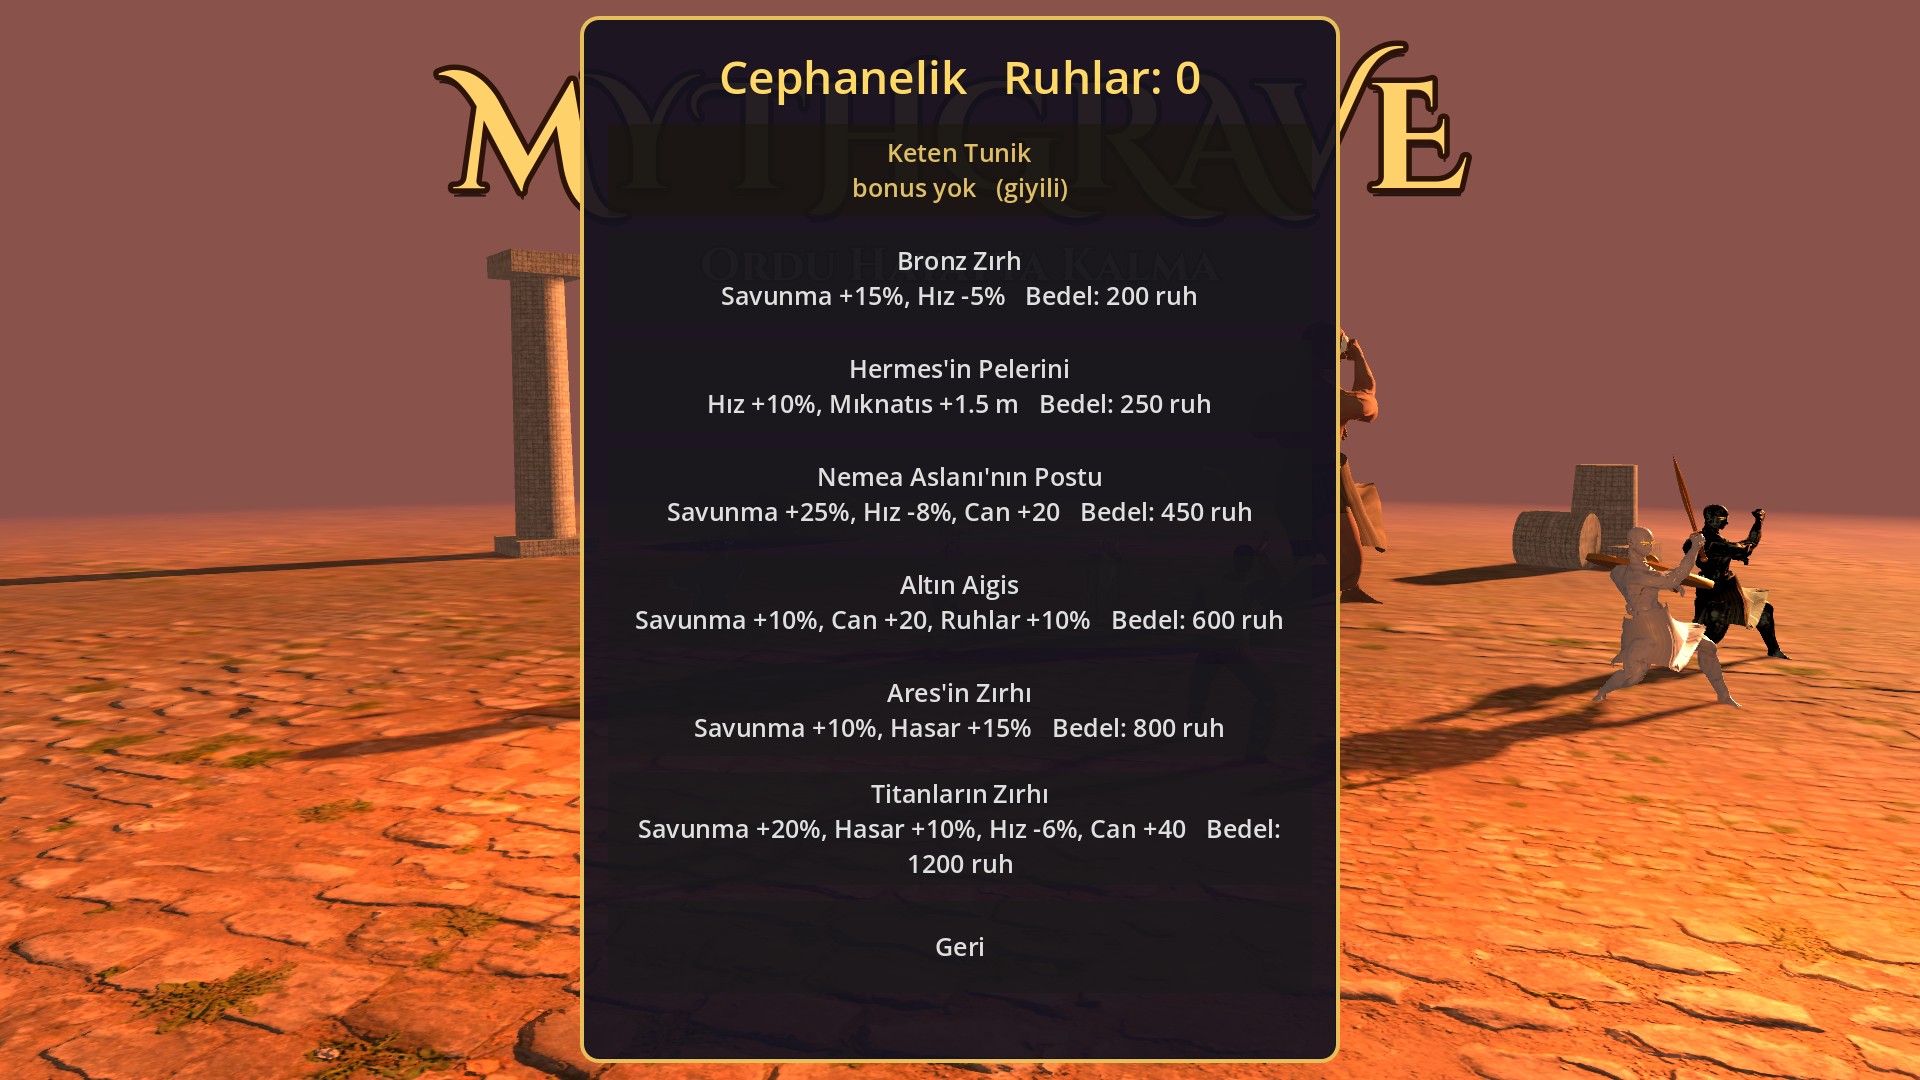 MYTHGRAVE
Cephanelik Ruhlar: 0
Keten Tunik
bonus yok (giyili)
Ordu Hayatta Kalma
Bronz Zırh
Savunma +15%, Hız -5% Bedel: 200 ruh
Hermes'in Pelerini
Hız +10%, Mıknatıs +1.5 m Bedel: 250 ruh
Nemea Aslanı'nın Postu
Savunma +25%, Hız -8%, Can +20 Bedel: 450 ruh
Altın Aigis
Savunma +10%, Can +20, Ruhlar +10% Bedel: 600 ruh
Ares'in Zırhı
Savunma +10%, Hasar +15% Bedel: 800 ruh
Titanların Zırhı
Savunma +20%, Hasar +10%, Hız -6%, Can +40 Bedel:
1200 ruh
Geri